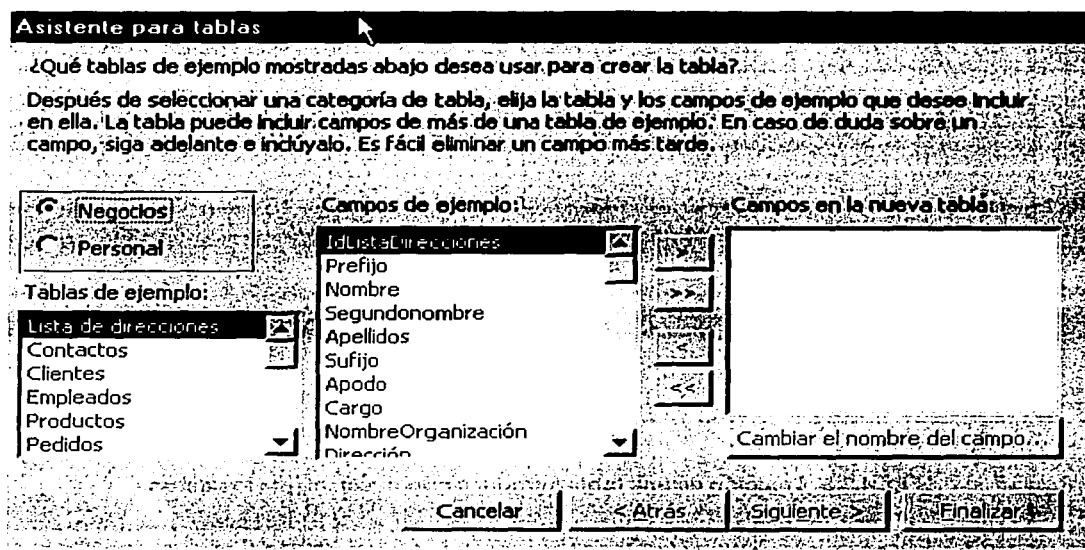 Asistente para tablas
¿Qué tablas de ejemplo mostradas abajo desea usar para crear la tabla?
Después de seleccionar una categoría de tabla, elija la tabla y los campos de ejemplo que desee incluir
en ella. La tabla puede incluir campos de más de una tabla de ejemplo. En caso de duda sobre un
campo, siga adelante e inclúyalo. Es fácil eliminar un campo más tarde.
Negocios
Personal
Tablas de ejemplo:
Lista de direcciones
Contactos
Clientes
Empleados
Productos
Pedidos
Campos de ejemplo:
IdListaDirecciones
Prefijo
Nombre
Segundonombre
Apellidos
Sufijo
Apodo
Cargo
NombreOrganización
Dirección
>
>>
<
<<
Campos en la nueva tabla:
Cambiar el nombre del campo...
Cancelar
< Atrás
Siguiente >
Finalizar